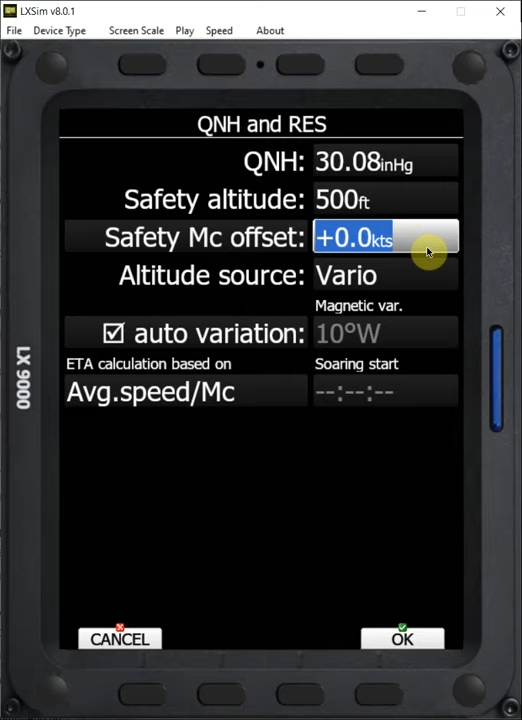 LXSim v8.0.1
File Device Type Screen Scale Play Speed About
QNH and RES
QNH: 30.08inHg
Safety altitude: 500ft
Safety Mc offset: +0.0kts
Altitude source: Vario
Magnetic var.
auto variation: 10°W
ETA calculation based on Soaring start
Avg.speed/Mc --:--:--
LX 9000
CANCEL OK